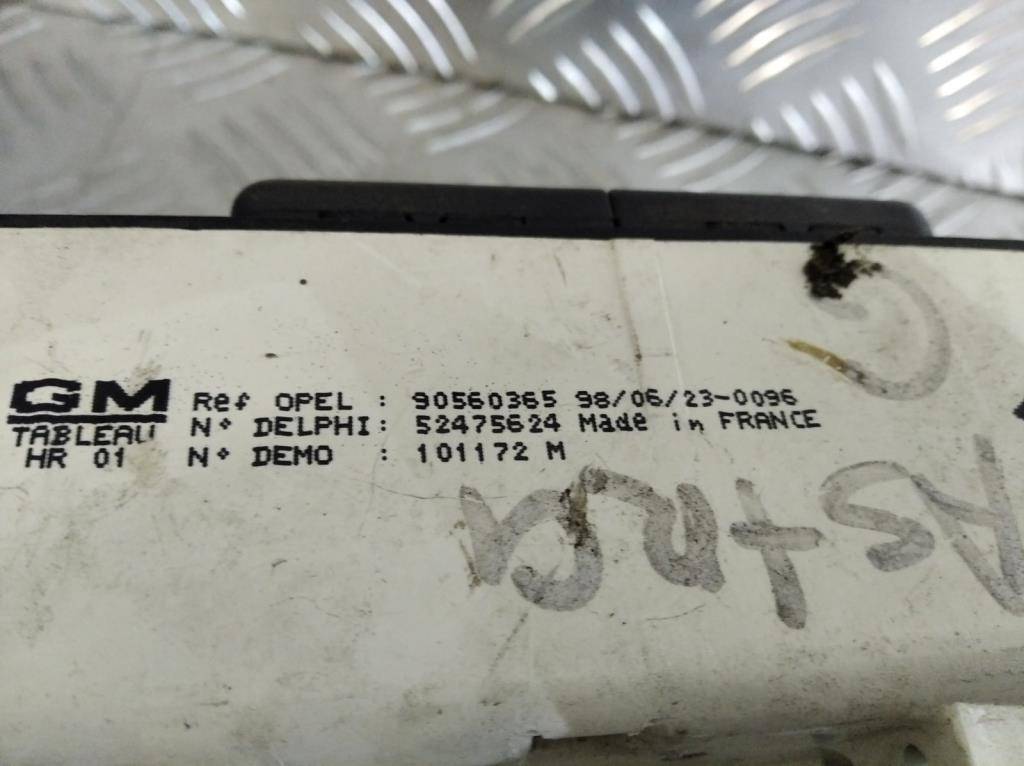 GM
TABLEAU
HR 01
Ref OPEL : 90560365 98/06/23-0096
N° DELPHI: 52475624 Made in FRANCE
N° DEMO : 101172 M
AStRA
G